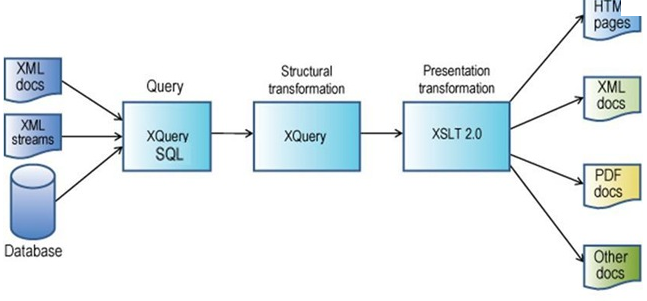 XML
docs
XML
streams
Database
Query
XQuery
SQL
Structural
transformation
XQuery
Presentation
transformation
XSLT 2.0
pages
XML
docs
PDF
docs
Other
docs